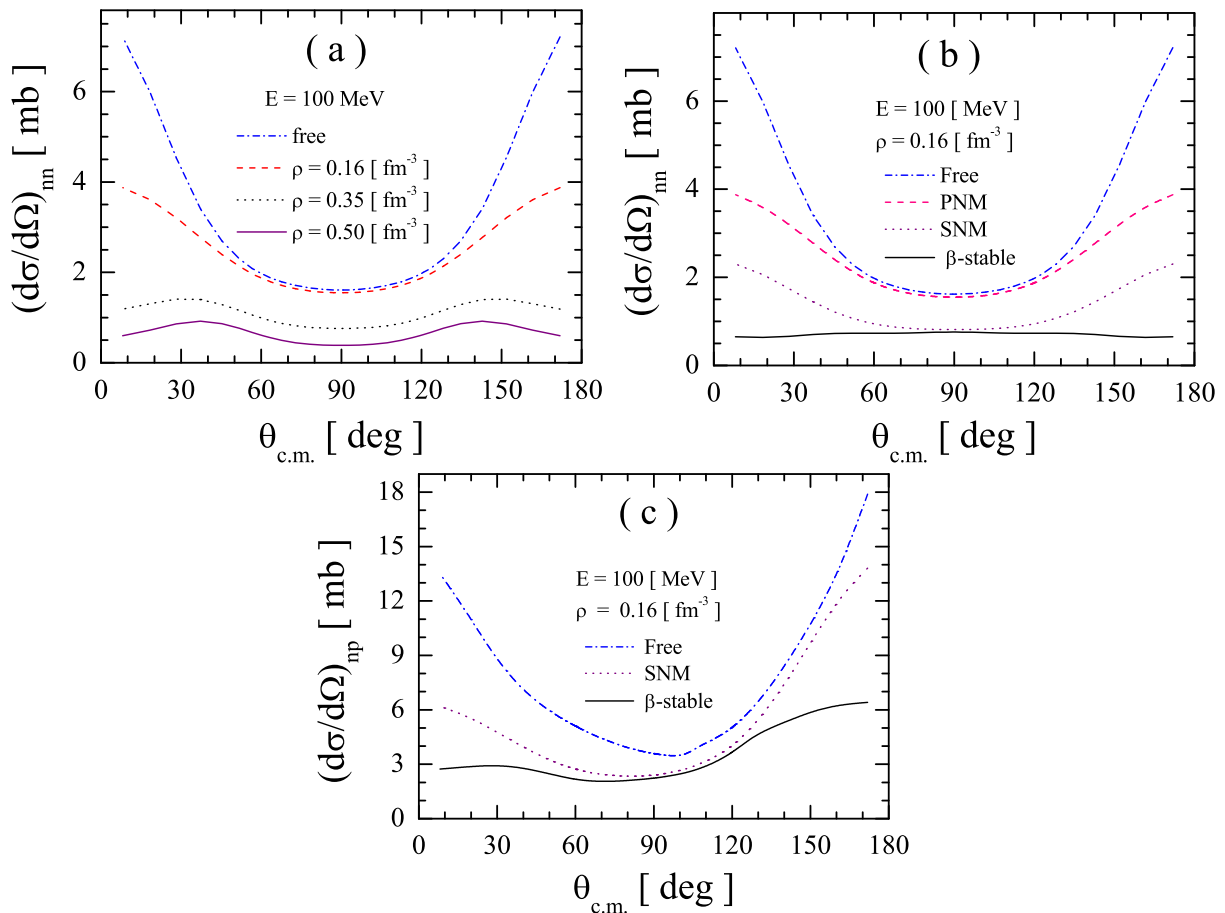 ( a )
E = 100 MeV
free
ρ = 0.16 [ fm⁻³ ]
ρ = 0.35 [ fm⁻³ ]
ρ = 0.50 [ fm⁻³ ]
(dσ/dΩ)ₙₙ [ mb ]
6
4
2
0
0 30 60 90 120 150 180
θc.m. [ deg ]
( b )
E = 100 [ MeV ]
ρ = 0.16 [ fm⁻³ ]
Free
PNM
SNM
β-stable
(dσ/dΩ)ₙₙ [ mb ]
6
4
2
0
0 30 60 90 120 150 180
θc.m. [ deg ]
( c )
E = 100 [ MeV ]
ρ = 0.16 [ fm⁻³ ]
Free
SNM
β-stable
(dσ/dΩ)np [ mb ]
18
15
12
9
6
3
0
0 30 60 90 120 150 180
θc.m. [ deg ]